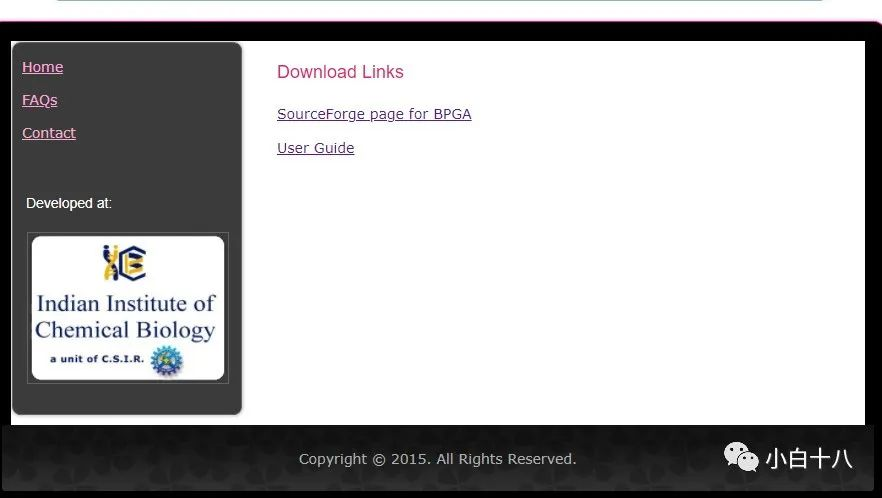 Home
FAQs
Contact
Developed at:
Indian Institute of
Chemical Biology
a unit of C.S.I.R.
Download Links
SourceForge page for BPGA
User Guide
Copyright © 2015. All Rights Reserved.
小白十八